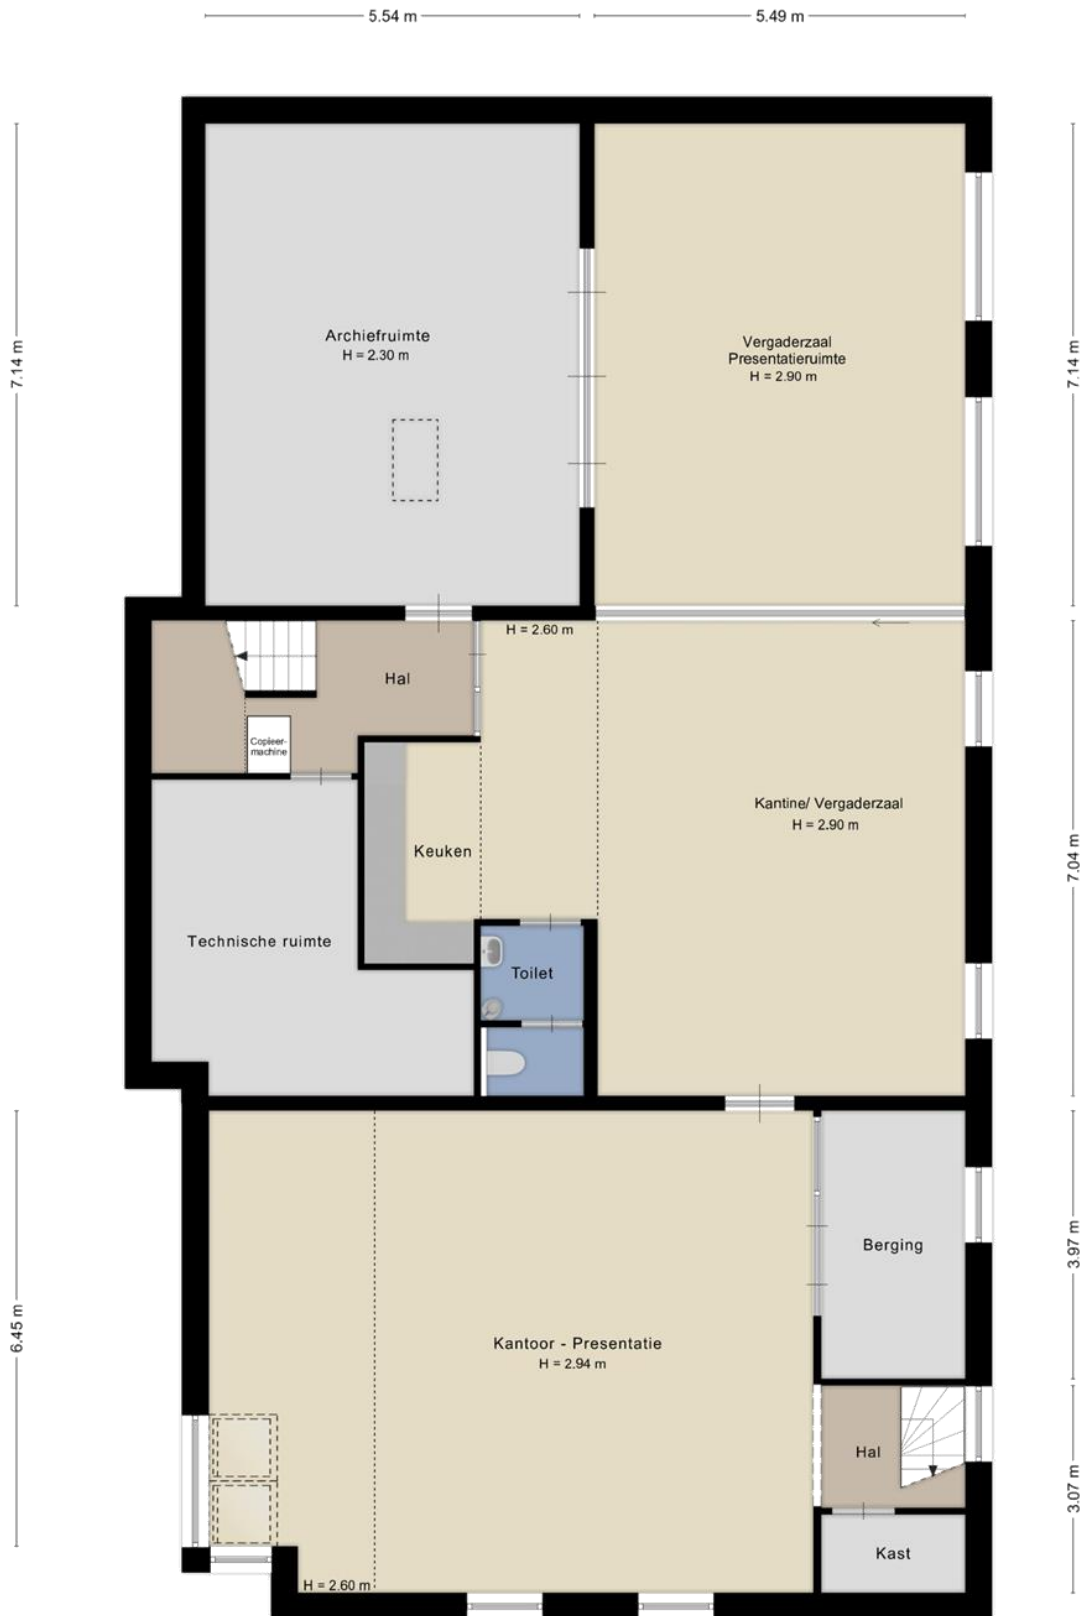 5.54 m
5.49 m
7.14 m
7.14 m
Archiefruimte
H = 2.30 m
Vergaderzaal
Presentatieruimte
H = 2.90 m
H = 2.60 m
Hal
Copieer-
machine
Kantine/ Vergaderzaal
H = 2.90 m
Keuken
7.04 m
Technische ruimte
Toilet
Berging
3.97 m
6.45 m
Kantoor - Presentatie
H = 2.94 m
Hal
3.07 m
Kast
H = 2.60 m